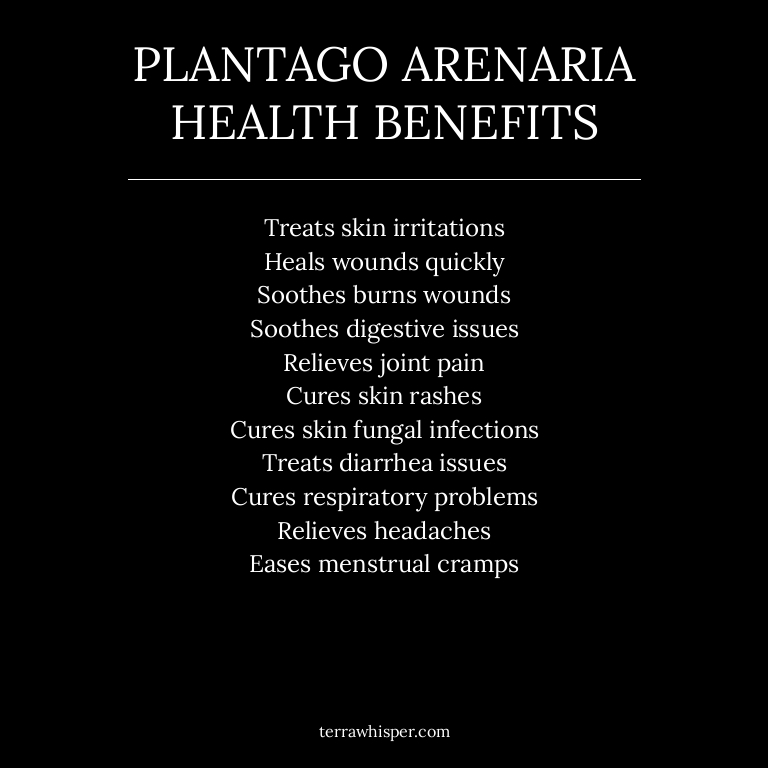 PLANTAGO ARENARIA
HEALTH BENEFITS
Treats skin irritations
Heals wounds quickly
Soothes burns wounds
Soothes digestive issues
Relieves joint pain
Cures skin rashes
Cures skin fungal infections
Treats diarrhea issues
Cures respiratory problems
Relieves headaches
Eases menstrual cramps
terrawhisper.com